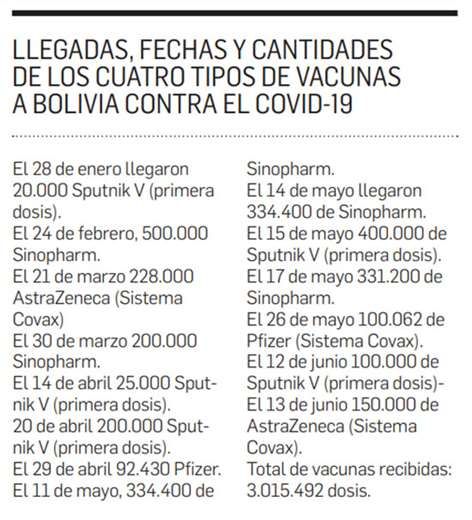 LLEGADAS, FECHAS Y CANTIDADES
DE LOS CUATRO TIPOS DE VACUNAS
A BOLIVIA CONTRA EL COVID-19
El 28 de enero llegaron
20.000 Sputnik V (primera
dosis).
El 24 de febrero, 500.000
Sinopharm.
El 21 de marzo 228.000
AstraZeneca (Sistema
Covax)
El 30 de marzo 200.000
Sinopharm.
El 14 de abril 25.000 Sput-
nik V (primera dosis).
20 de abril 200.000 Sput-
nik V (primera dosis).
El 29 de abril 92.430 Pfizer.
El 11 de mayo, 334.400 de
Sinopharm.
El 14 de mayo llegaron
334.400 de Sinopharm.
El 15 de mayo 400.000 de
Sputnik V (primera dosis).
El 17 de mayo 331.200 de
Sinopharm.
El 26 de mayo 100.062 de
Pfizer (Sistema Covax).
El 12 de junio 100.000 de
Sputnik V (primera dosis)-
El 13 de junio 150.000 de
AstraZeneca (Sistema
Covax).
Total de vacunas recibidas:
3.015.492 dosis.